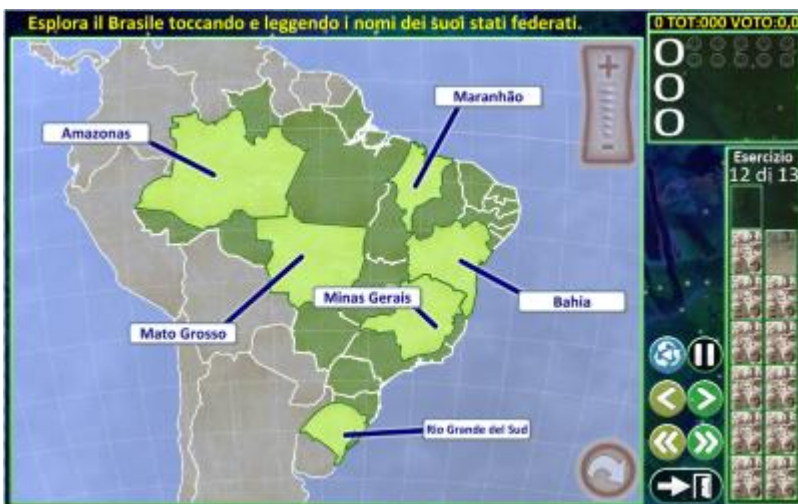 Esplora il Brasile toccando e leggendo i nomi dei suoi stati federati.
0 TOT:000 VOTO:0,0
Maranhão
Amazonas
Esercizio
12 di 13
Minas Gerais
Bahia
Mato Grosso
Rio Grande del Sud